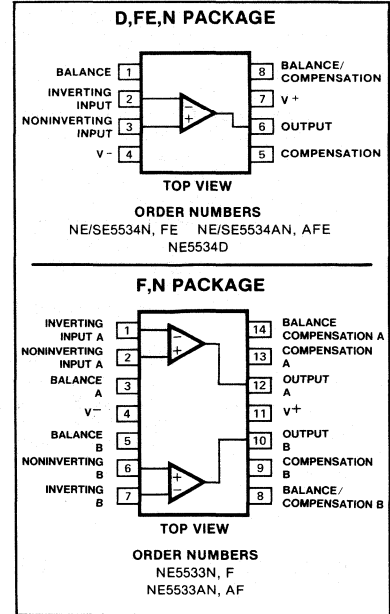 D,FE,N PACKAGE
BALANCE 1
8 BALANCE/
COMPENSATION
INVERTING
INPUT 2
7 V+
NONINVERTING
INPUT 3
6 OUTPUT
V− 4
5 COMPENSATION
−
+
TOP VIEW
ORDER NUMBERS
NE/SE5534N, FE NE/SE5534AN, AFE
NE5534D
F,N PACKAGE
INVERTING
INPUT A 1
14 BALANCE
COMPENSATION A
NONINVERTING
INPUT A 2
13 COMPENSATION
A
BALANCE
A 3
12 OUTPUT
A
V− 4
11 V+
BALANCE
B 5
10 OUTPUT
B
NONINVERTING
B 6
9 COMPENSATION
B
INVERTING
B 7
8 BALANCE/
COMPENSATION B
−
+
+
−
TOP VIEW
ORDER NUMBERS
NE5533N, F
NE5533AN, AF